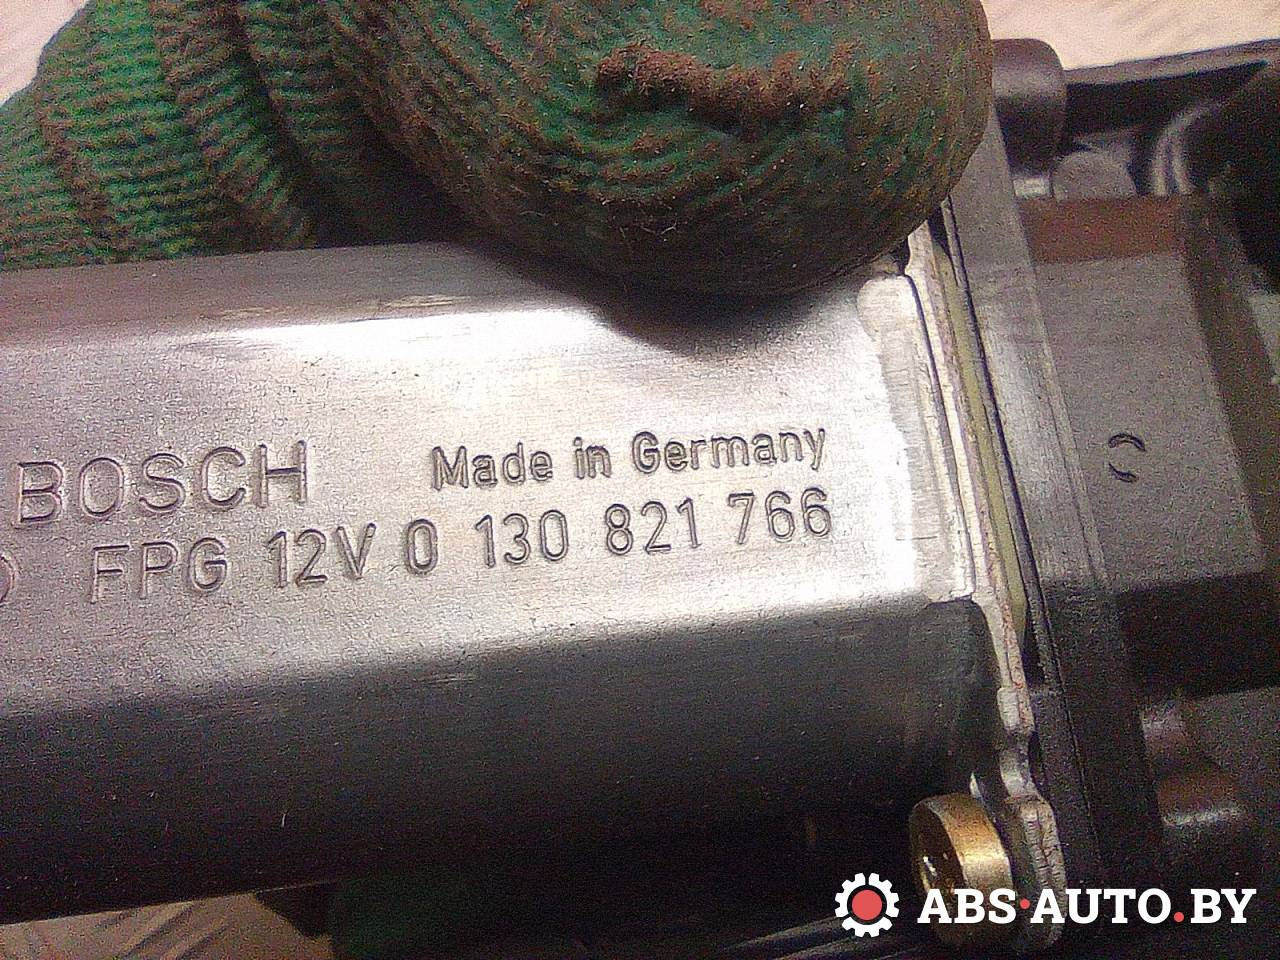 BOSCH Made in Germany
FPG 12V 0 130 821 766
ABS·AUTO.BY